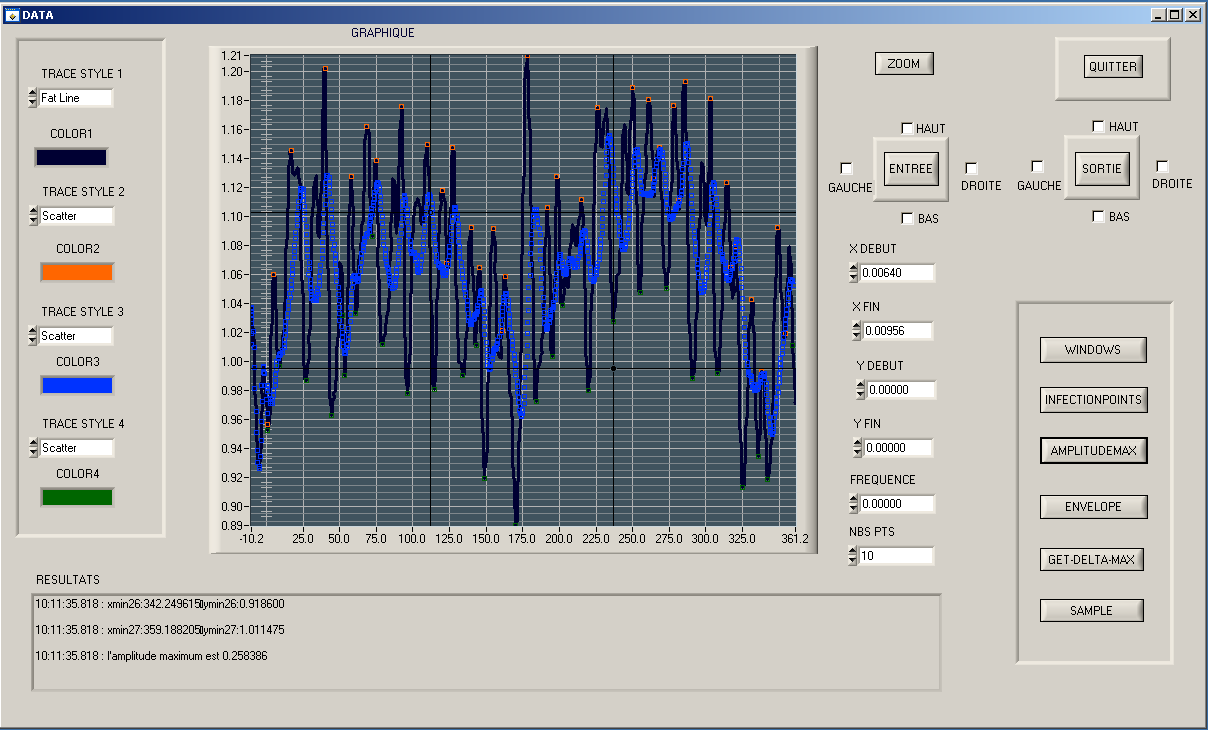 DATA
GRAPHIQUE
TRACE STYLE 1
Fat Line
COLOR1
TRACE STYLE 2
Scatter
COLOR2
TRACE STYLE 3
Scatter
COLOR3
TRACE STYLE 4
Scatter
COLOR4
1.21
1.20
1.18
1.16
1.14
1.12
1.10
1.08
1.06
1.04
1.02
1.00
0.98
0.96
0.94
0.92
0.90
0.89
-10.2 25.0 50.0 75.0 100.0 125.0 150.0 175.0 200.0 225.0 250.0 275.0 300.0 325.0 361.2
ZOOM
QUITTER
HAUT
GAUCHE
ENTREE
DROITE
BAS
HAUT
GAUCHE
SORTIE
DROITE
BAS
X DEBUT
0.00640
X FIN
0.00956
Y DEBUT
0.00000
Y FIN
0.00000
FREQUENCE
0.00000
NBS PTS
10
WINDOWS
INFECTIONPOINTS
AMPLITUDEMAX
ENVELOPE
GET-DELTA-MAX
SAMPLE
RESULTATS
10:11:35.818 : xmin26:342.249615 ymin26:0.918600
10:11:35.818 : xmin27:359.188205 ymin27:1.011475
10:11:35.818 : l'amplitude maximum est 0.258386